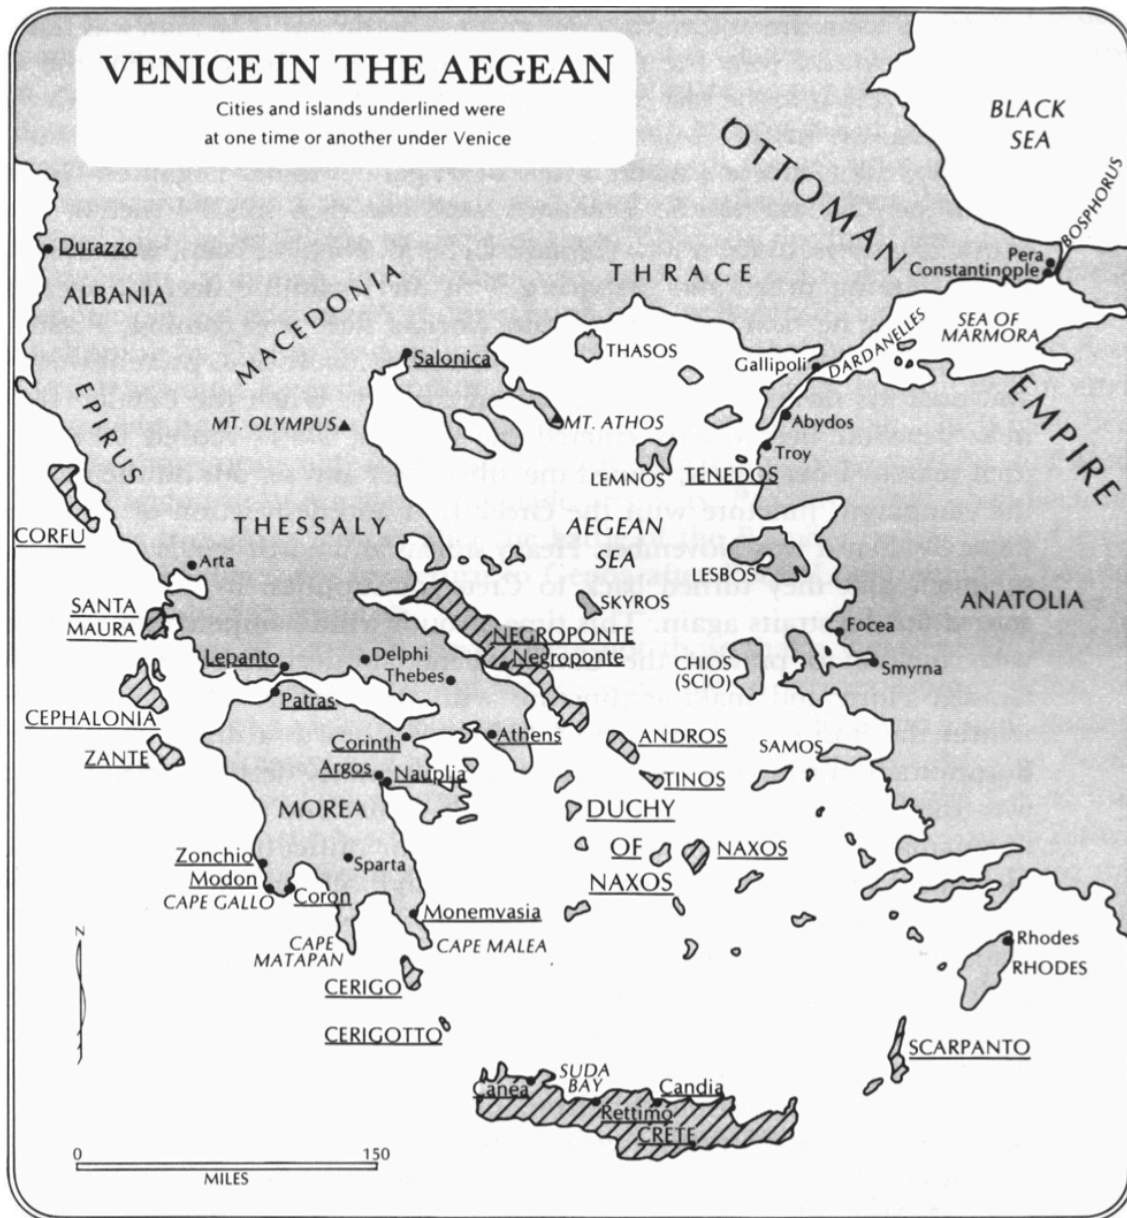 VENICE IN THE AEGEAN
Cities and islands underlined were
at one time or another under Venice
BLACK
SEA
OTTOMAN
BOSPHORUS
Durazzo
ALBANIA
MACEDONIA
THRACE
Pera
Constantinople
SEA OF
MARMORA
EPIRUS
Salonica
THASOS
Gallipoli
DARDANELLES
EMPIRE
MT. OLYMPUS
MT. ATHOS
Abydos
Troy
LEMNOS
TENEDOS
CORFU
THESSALY
AEGEAN
SEA
Arta
LESBOS
SANTA
MAURA
SKYROS
ANATOLIA
NEGROPONTE
Negroponte
Focea
Lepanto
Delphi
Thebes
CHIOS
(SCIO)
Smyrna
Patras
CEPHALONIA
Corinth
Athens
ANDROS
SAMOS
ZANTE
Argos
Nauplia
TINOS
MOREA
DUCHY
OF
NAXOS
NAXOS
Zonchio
Modon
Sparta
CAPE GALLO
Coron
Monemvasia
CAPE
MATAPAN
CAPE MALEA
Rhodes
RHODES
N
CERIGO
CERIGOTTO
SCARPANTO
SUDA
BAY
Canea
Candia
Rettimo
CRETE
0 150
MILES